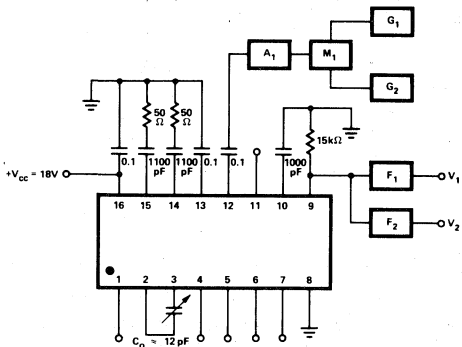 G1
A1
M1
G2
50
Ω
50
Ω
15kΩ
0.1
1100
pF
1100
pF
0.1
0.1
1000
pF
+Vcc = 18V
F1
V1
F2
V2
16 15 14 13 12 11 10 9
1 2 3 4 5 6 7 8
Co ≈ 12 pF